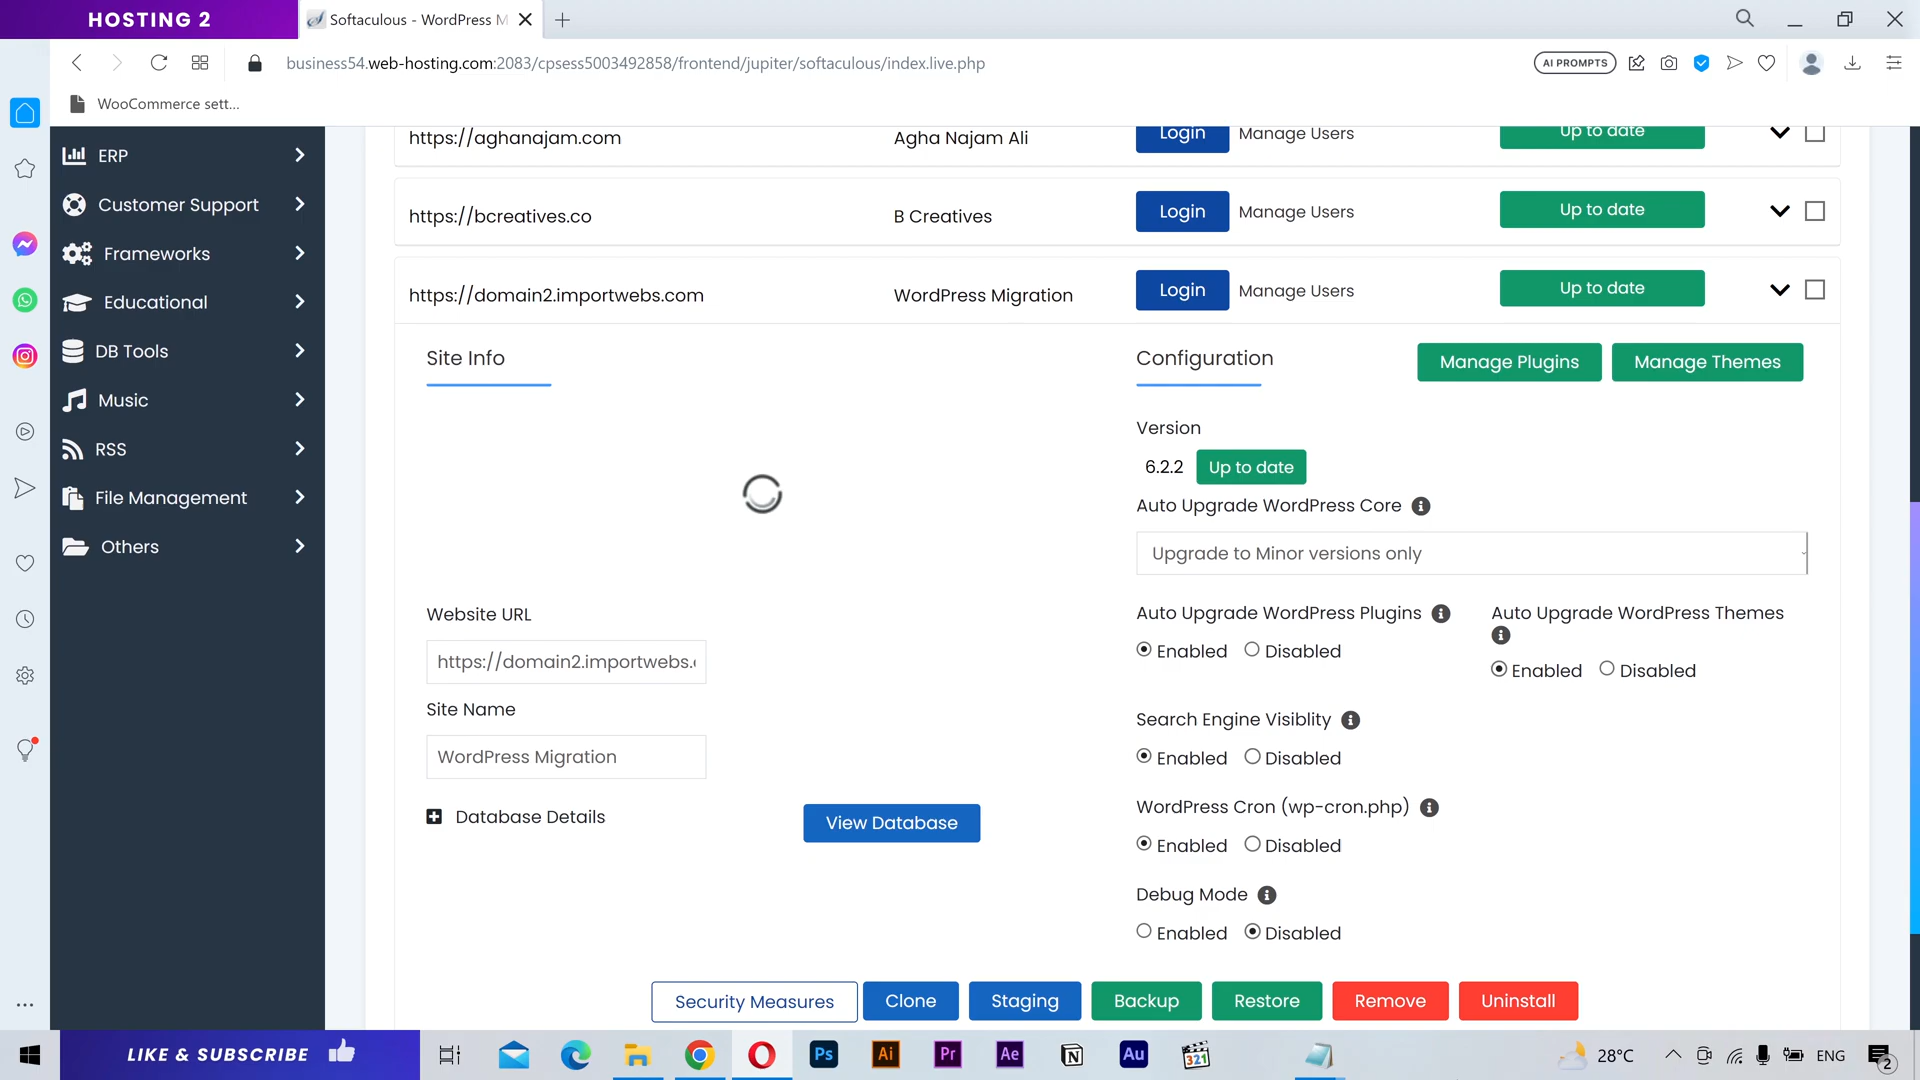 HOSTING 2
Softaculous - WordPress M
business54.web-hosting.com:2083/cpsess5003492858/frontend/jupiter/softaculous/index.live.php
AI PROMPTS
WooCommerce sett...
ERP
Customer Support
Frameworks
Educational
DB Tools
Music
RSS
File Management
Others
https://aghanajam.com Agha Najam Ali Login Manage Users Up to date
https://bcreatives.co B Creatives Login Manage Users Up to date
https://domain2.importwebs.com WordPress Migration Login Manage Users Up to date
Site Info
Website URL
https://domain2.importwebs.
Site Name
WordPress Migration
Database Details
View Database
Configuration
Manage Plugins Manage Themes
Version
6.2.2 Up to date
Auto Upgrade WordPress Core
Upgrade to Minor versions only
Auto Upgrade WordPress Plugins
Enabled Disabled
Auto Upgrade WordPress Themes
Enabled Disabled
Search Engine Visiblity
Enabled Disabled
WordPress Cron (wp-cron.php)
Enabled Disabled
Debug Mode
Enabled Disabled
Security Measures Clone Staging Backup Restore Remove Uninstall
LIKE & SUBSCRIBE
Ps Ai Pr Ae N Au 321
28°C ENG 2